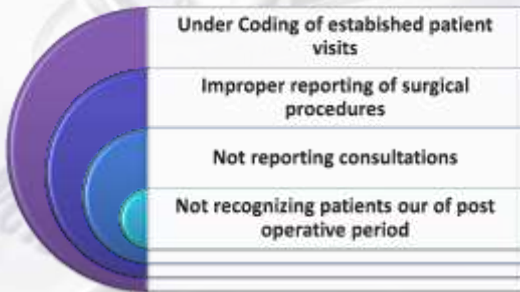 Under Coding of estabished patient
visits
Improper reporting of surgical
procedures
Not reporting consultations
Not recognizing patients our of post
operative period